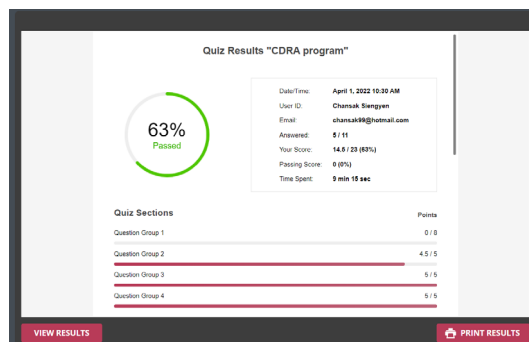 Quiz Results "CDRA program"
63%
Passed
Date/Time: April 1, 2022 10:30 AM
User ID: Chansak Siengyen
Email: chansak99@hotmail.com
Answered: 5 / 11
Your Score: 14.5 / 23 (63%)
Passing Score: 0 (0%)
Time Spent: 9 min 15 sec
Quiz Sections Points
Question Group 1 0 / 8
Question Group 2 4.5 / 5
Question Group 3 5 / 5
Question Group 4 5 / 5
VIEW RESULTS PRINT RESULTS